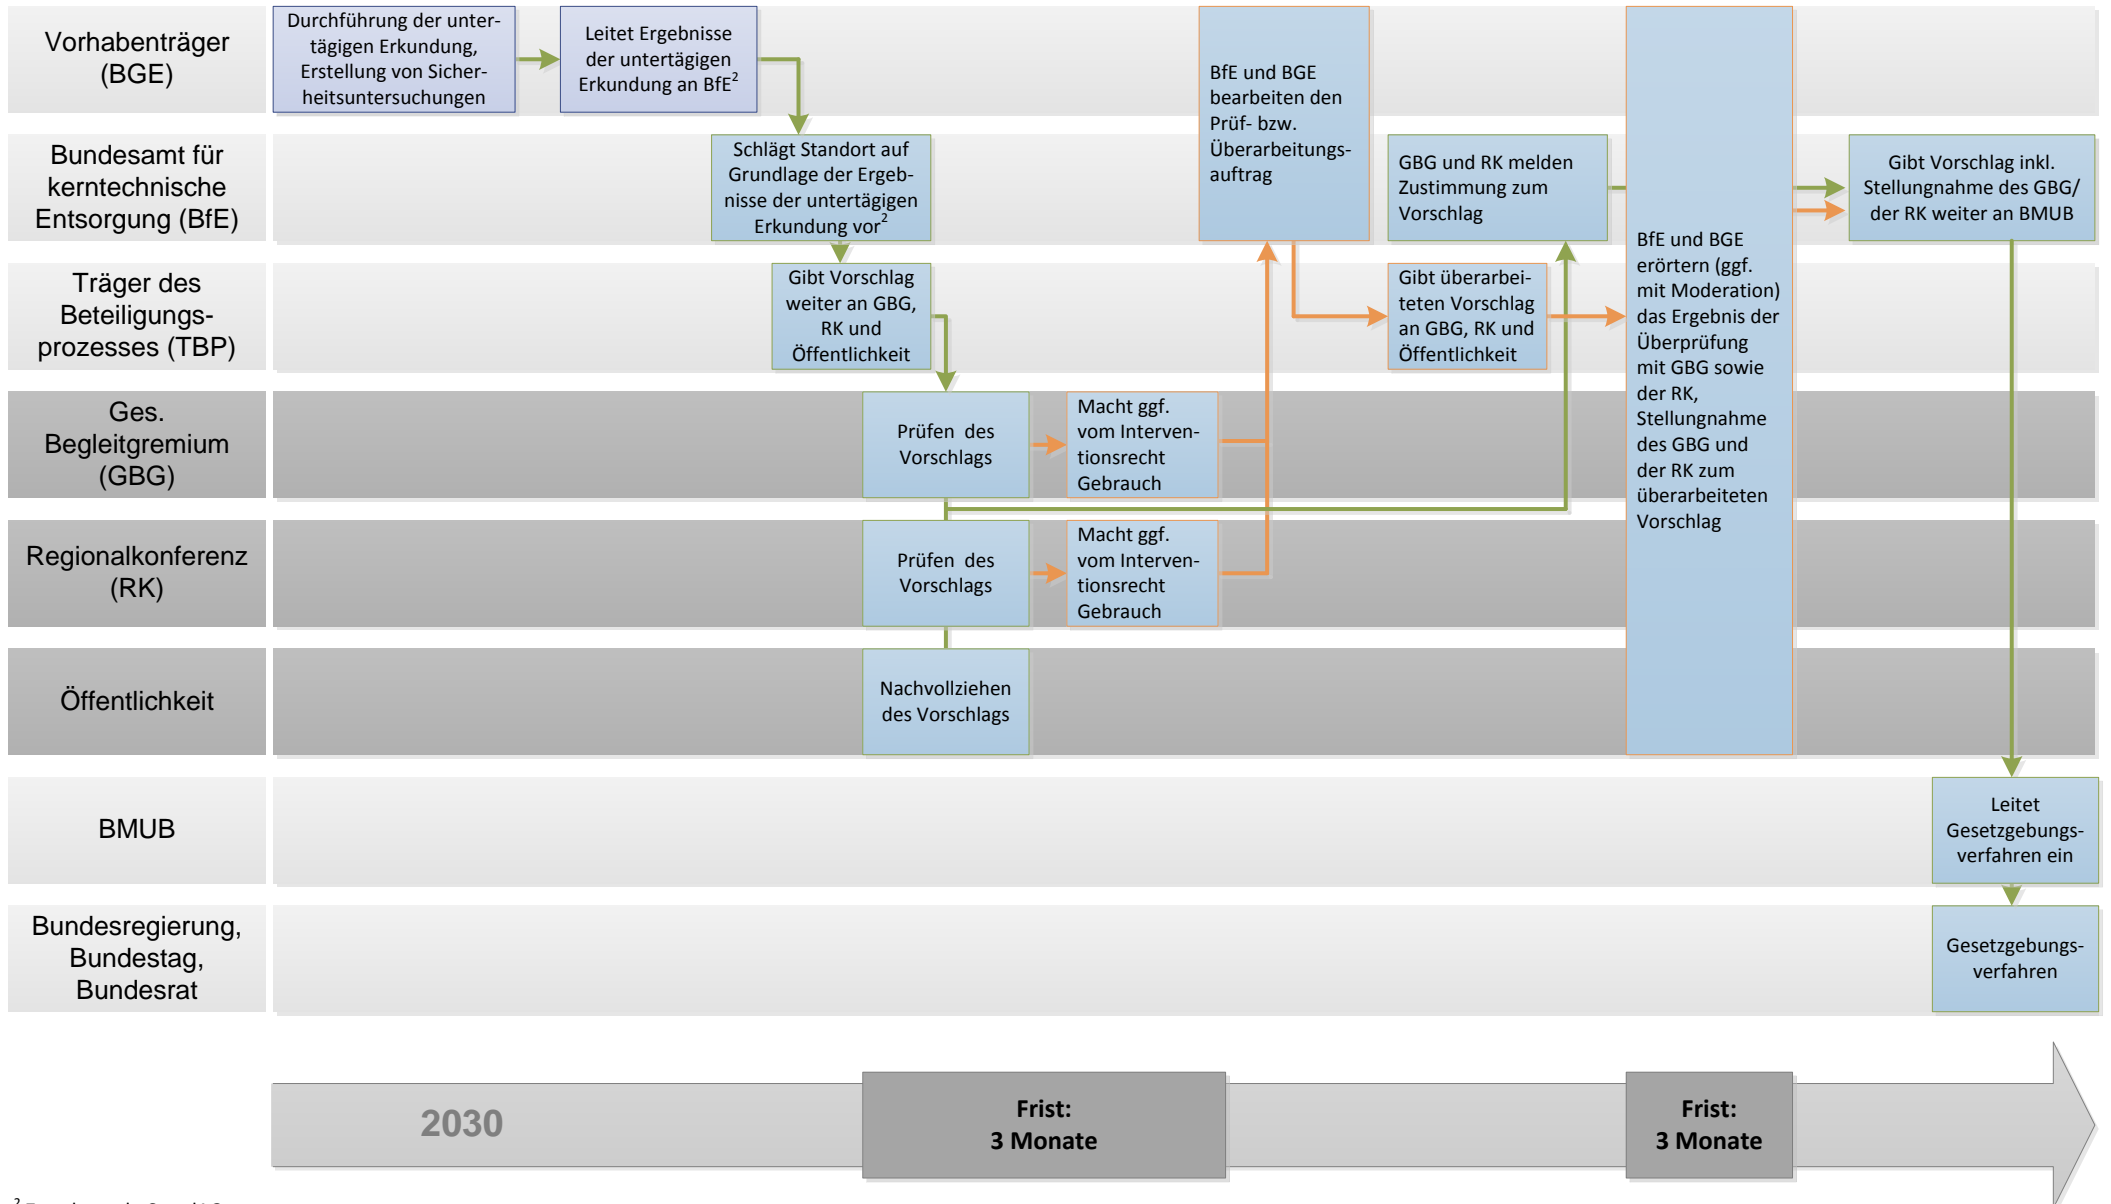 Vorhabenträger
(BGE)
Durchführung der unter-
tägigen Erkundung,
Erstellung von Sicher-
heitsuntersuchungen
Leitet Ergebnisse
der untertägigen
Erkundung an BfE²
BfE und BGE
bearbeiten den
Prüf- bzw.
Überarbeitungs-
auftrag
Bundesamt für
kerntechnische
Entsorgung (BfE)
Schlägt Standort auf
Grundlage der Ergeb-
nisse der untertägigen
Erkundung vor²
GBG und RK melden
Zustimmung zum
Vorschlag
BfE und BGE
erörtern (ggf.
mit Moderation)
das Ergebnis der
Überprüfung
mit GBG sowie
der RK,
Stellungnahme
des GBG und
der RK zum
überarbeiteten
Vorschlag
Gibt Vorschlag inkl.
Stellungnahme des GBG/
der RK weiter an BMUB
Träger des
Beteiligungs-
prozesses (TBP)
Gibt Vorschlag
weiter an GBG,
RK und
Öffentlichkeit
Gibt überarbei-
teten Vorschlag
an GBG, RK und
Öffentlichkeit
Ges.
Begleitgremium
(GBG)
Prüfen des
Vorschlags
Macht ggf.
vom Interven-
tionsrecht
Gebrauch
Regionalkonferenz
(RK)
Prüfen des
Vorschlags
Macht ggf.
vom Interven-
tionsrecht
Gebrauch
Öffentlichkeit
Nachvollziehen
des Vorschlags
BMUB
Leitet
Gesetzgebungs-
verfahren ein
Bundesregierung,
Bundestag,
Bundesrat
Gesetzgebungs-
verfahren
2030
Frist:
3 Monate
Frist:
3 Monate